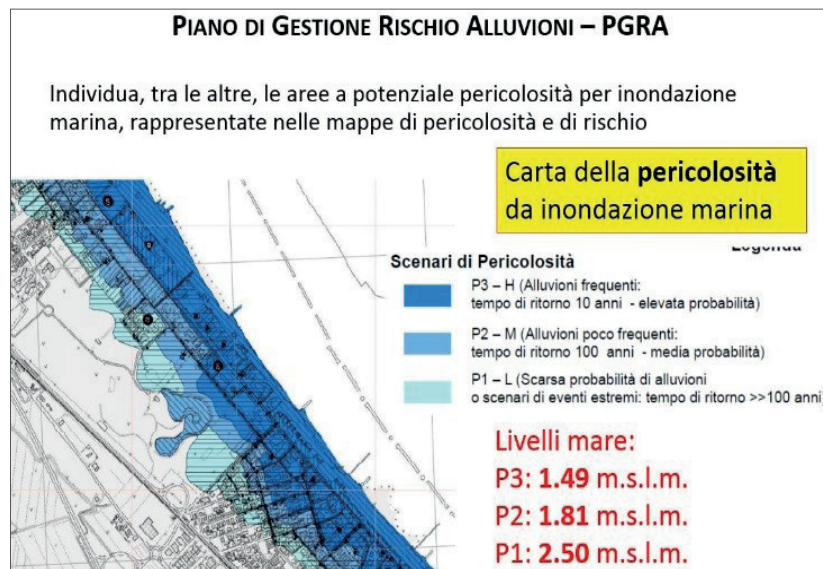 PIANO DI GESTIONE RISCHIO ALLUVIONI – PGRA
Individua, tra le altre, le aree a potenziale pericolosità per inondazione
marina, rappresentate nelle mappe di pericolosità e di rischio
Carta della pericolosità
da inondazione marina
Legenda
Scenari di Pericolosità
P3 – H (Alluvioni frequenti:
tempo di ritorno 10 anni - elevata probabilità)
P2 – M (Alluvioni poco frequenti:
tempo di ritorno 100 anni - media probabilità)
P1 – L (Scarsa probabilità di alluvioni
o scenari di eventi estremi: tempo di ritorno >>100 anni)
Livelli mare:
P3: 1.49 m.s.l.m.
P2: 1.81 m.s.l.m.
P1: 2.50 m.s.l.m.